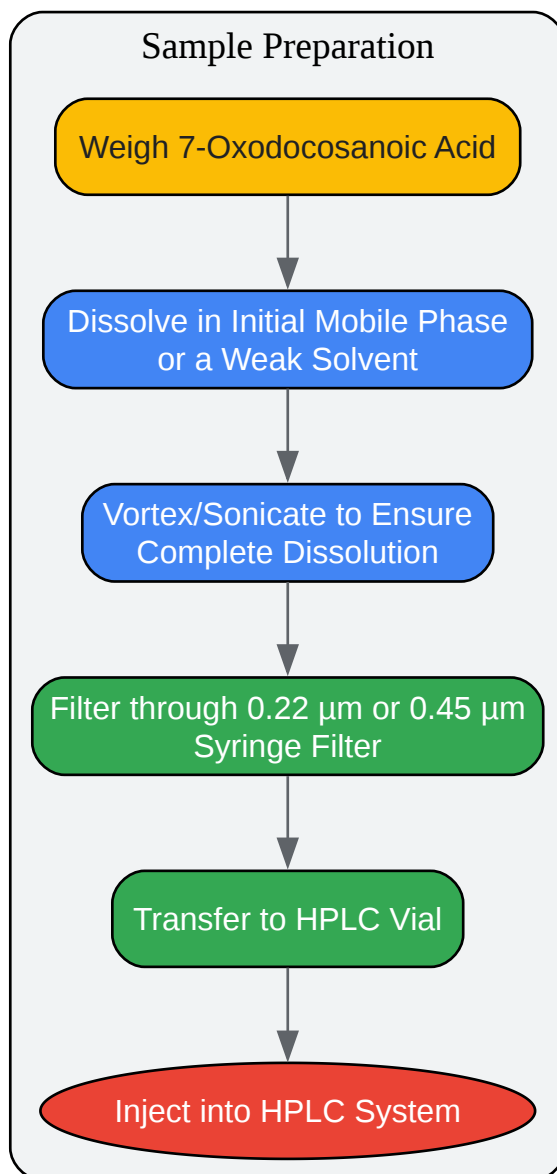 Sample Preparation
Weigh 7-Oxodocosanoic Acid
Dissolve in Initial Mobile Phase
or a Weak Solvent
Vortex/Sonicate to Ensure
Complete Dissolution
Filter through 0.22 µm or 0.45 µm
Syringe Filter
Transfer to HPLC Vial
Inject into HPLC System